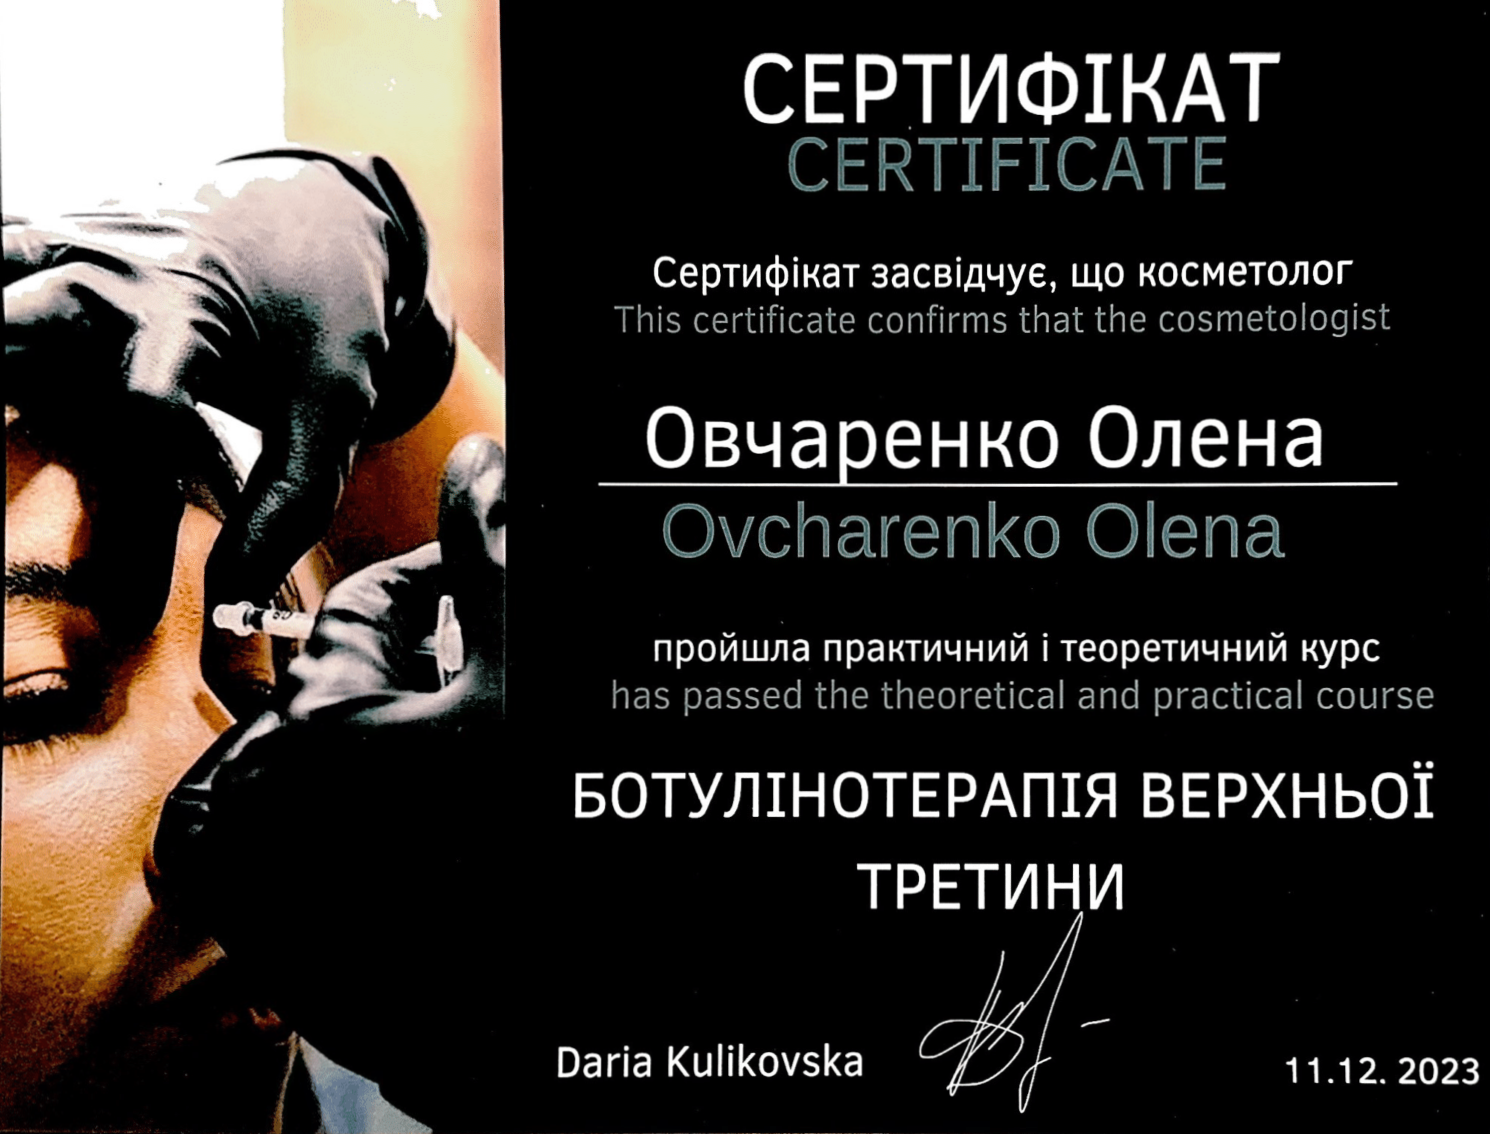 СЕРТИФІКАТ
CERTIFICATE
Сертифікат засвідчує, що косметолог
This certificate confirms that the cosmetologist
Овчаренко Олена
Ovcharenko Olena
пройшла практичний і теоретичний курс
has passed the theoretical and practical course
БОТУЛІНОТЕРАПІЯ ВЕРХНЬОЇ
ТРЕТИНИ
Daria Kulikovska
11.12. 2023